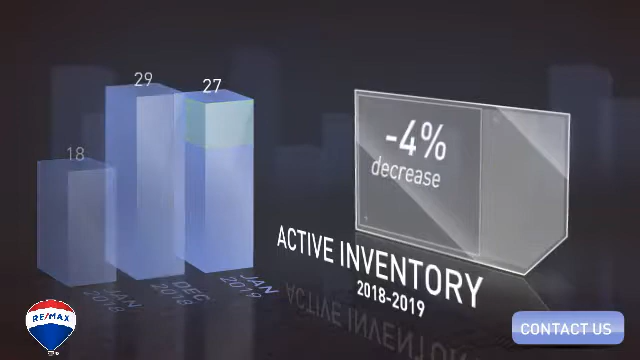 29
27
18
-4%
decrease
ACTIVE INVENTORY
2018-2019
JAN
2018
DEC
2018
JAN
2019
RE/MAX
CONTACT US